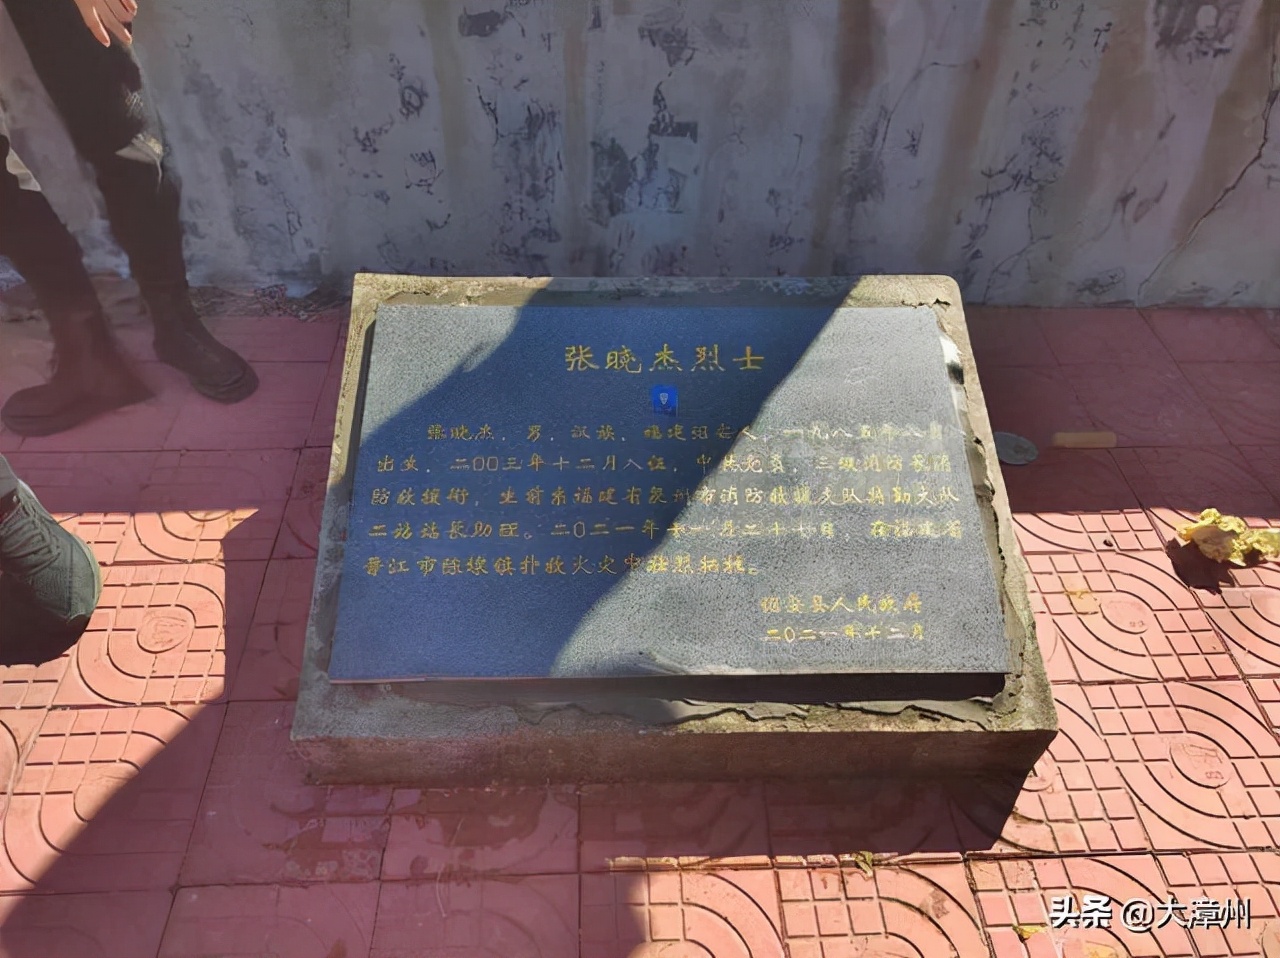 张晓杰烈士
张晓杰，男，汉族，福建诏安人，一九八五年八月
出生，二〇〇三年十二月入伍，中共党员，三级消防长消
防救援衔，生前系福建省泉州市消防救援支队特勤大队
二站站长助理。二〇二一年十一月二十七日，在福建省
晋江市陈埭镇扑救火灾中壮烈牺牲。
诏安县人民政府
二〇二一年十二月
头条 @大漳州